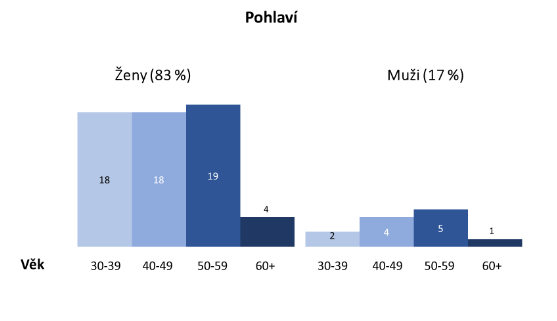 Pohlaví
Ženy (83 %) Muži (17 %)
18 18 19 4 2 4 5 1
Věk 30-39 40-49 50-59 60+ 30-39 40-49 50-59 60+